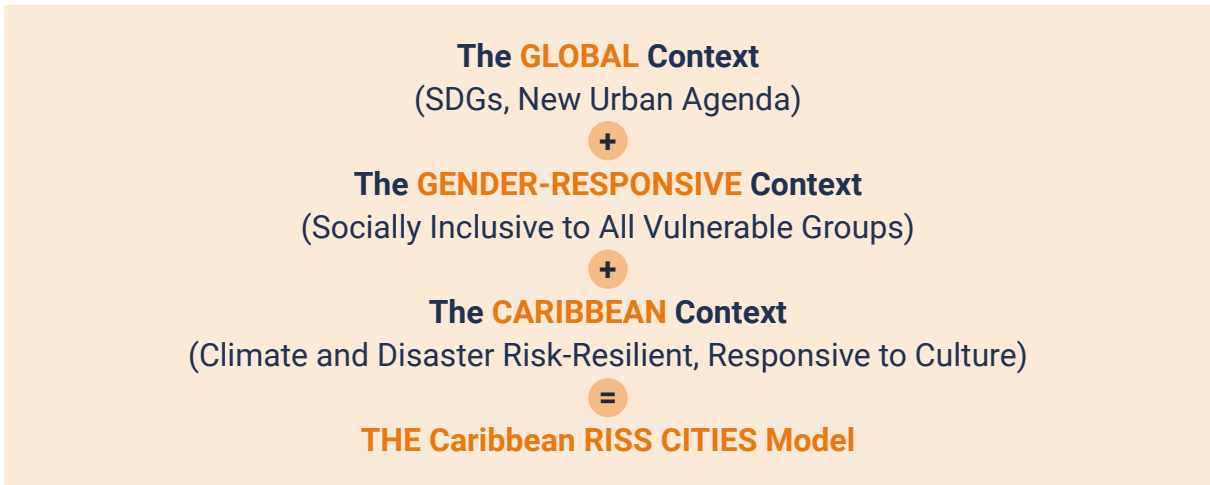 The GLOBAL Context
(SDGs, New Urban Agenda)
+
The GENDER-RESPONSIVE Context
(Socially Inclusive to All Vulnerable Groups)
+
The CARIBBEAN Context
(Climate and Disaster Risk-Resilient, Responsive to Culture)
=
THE Caribbean RISS CITIES Model